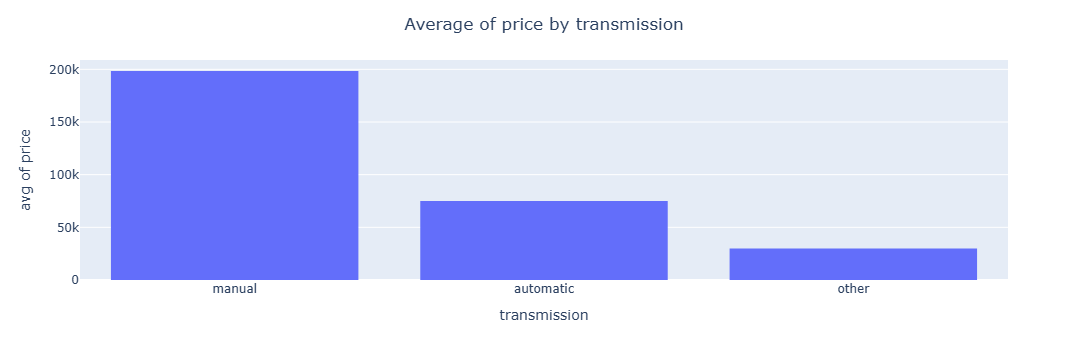 Average of price by transmission
avg of price
200k
150k
100k
50k
0
manual
automatic
other
transmission